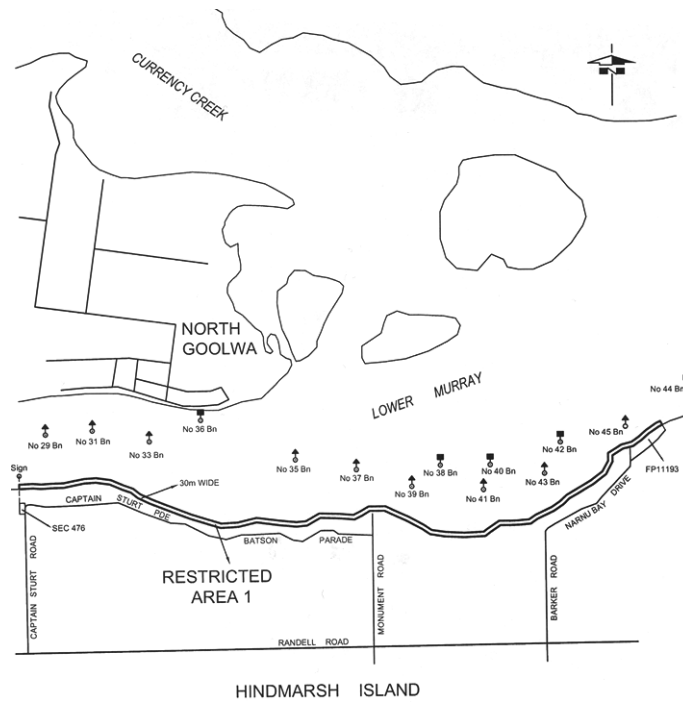 CURRENCY CREEK
N
NORTH
GOOLWA
LOWER MURRAY
No 44 Bn
No 36 Bn
No 29 Bn
No 31 Bn
No 33 Bn
No 45 Bn
No 42 Bn
No 35 Bn
No 37 Bn
No 38 Bn
No 40 Bn
No 43 Bn
No 39 Bn
No 41 Bn
Sign
30m WIDE
FP11193
CAPTAIN STURT PDE
SEC 476
NARNU BAY DRIVE
BATSON PARADE
RESTRICTED
AREA 1
CAPTAIN STURT ROAD
MONUMENT ROAD
BARKER ROAD
RANDELL ROAD
HINDMARSH ISLAND